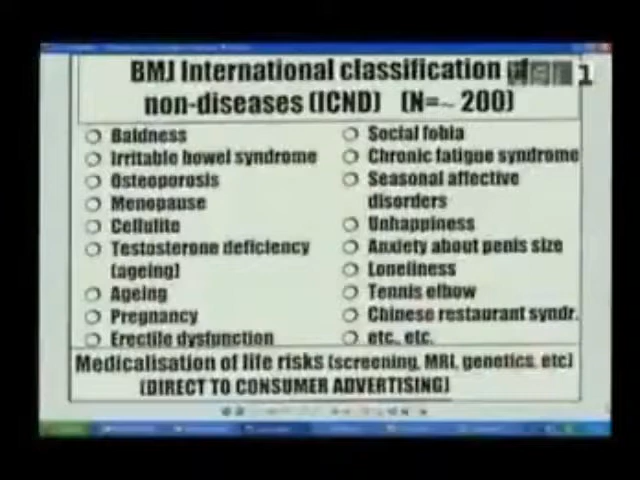 BMJ International classification of
non-diseases (ICND) (N=~ 200)
Baldness
Irritable bowel syndrome
Osteoporosis
Menopause
Cellulite
Testosterone deficiency
(ageing)
Ageing
Pregnancy
Erectile dysfunction
Social fobia
Chronic fatigue syndrome
Seasonal affective
disorders
Unhappiness
Anxiety about penis size
Loneliness
Tennis elbow
Chinese restaurant syndr.
etc., etc.
Medicalisation of life risks (screening, MRI, genetics, etc)
(DIRECT TO CONSUMER ADVERTISING)
1